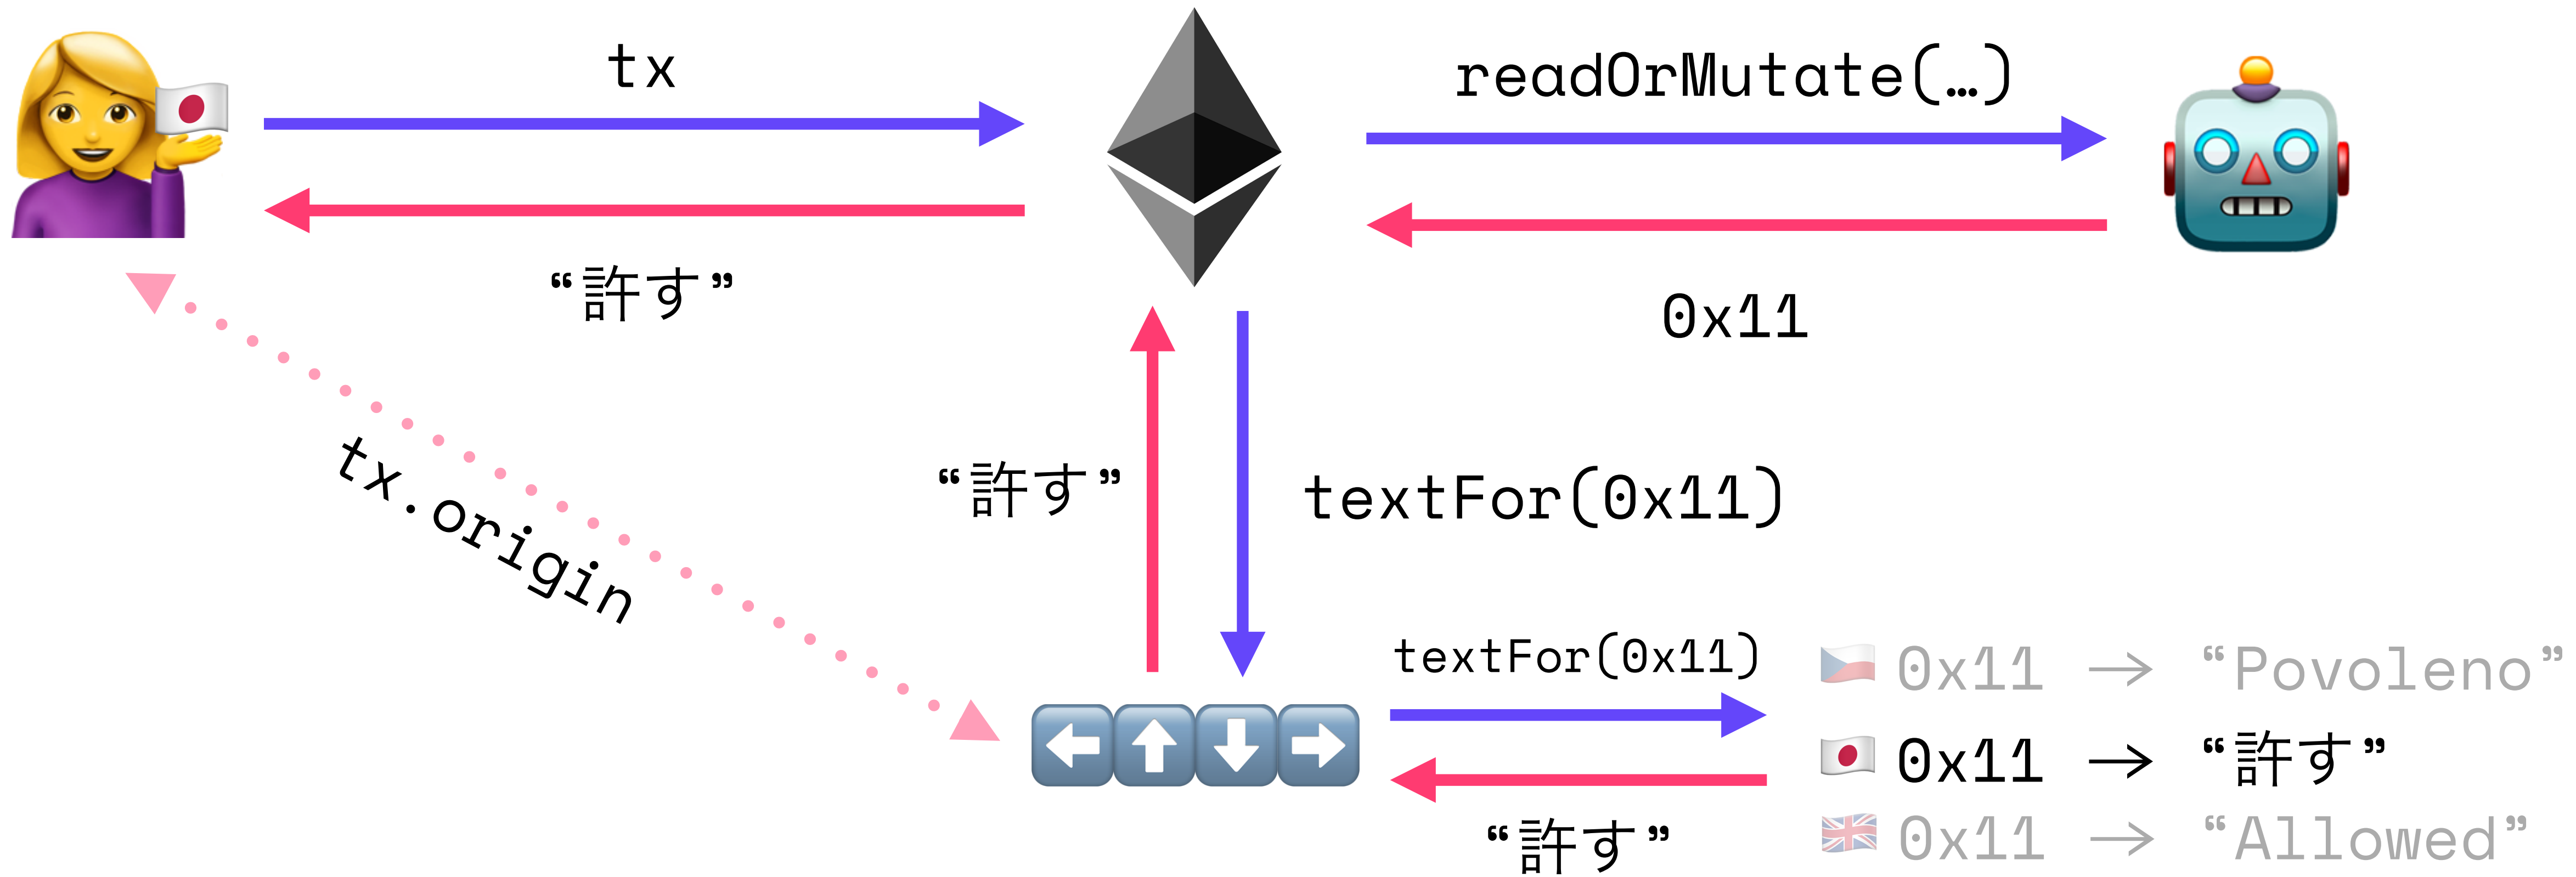 tx
readOrMutate(…)
“許す”
0x11
tx.origin
“許す”
textFor(0x11)
textFor(0x11)
“許す”
0x11 → “Povoleno”
0x11 → “許す”
0x11 → “Allowed”